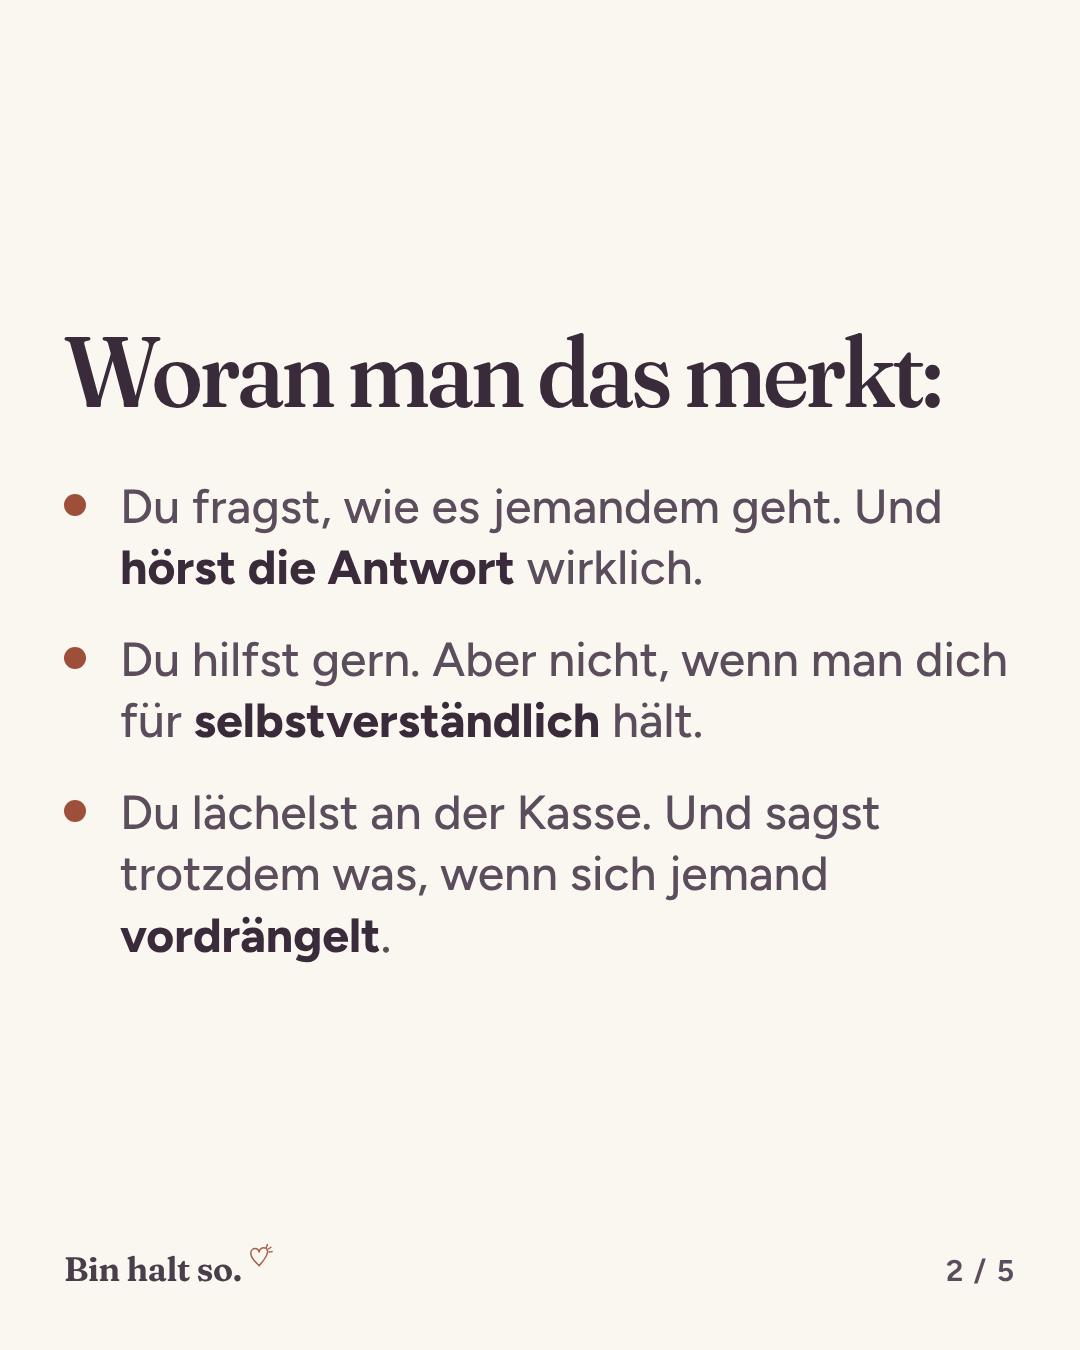 Woran man das merkt:
Du fragst, wie es jemandem geht. Und
hörst die Antwort wirklich.
Du hilfst gern. Aber nicht, wenn man dich
für selbstverständlich hält.
Du lächelst an der Kasse. Und sagst
trotzdem was, wenn sich jemand
vordrängelt.
Bin halt so.
2 / 5